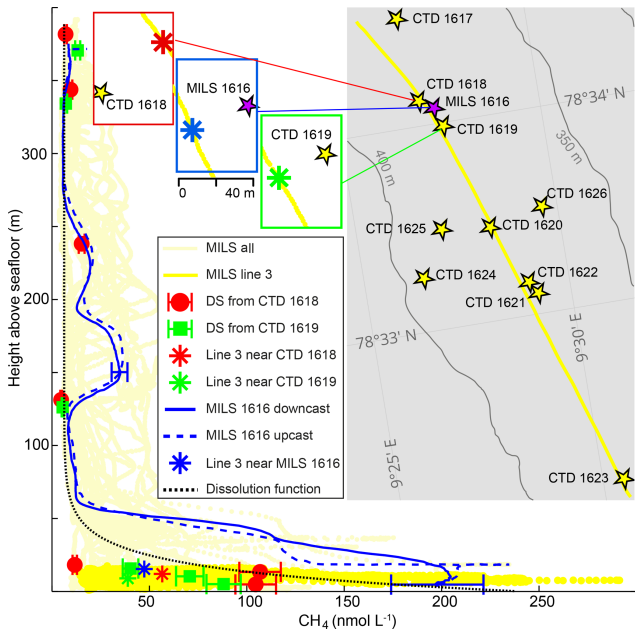 CTD 1617
CTD 1618
MILS 1616
CTD 1619
78°34' N
350 m
400 m
CTD 1618
MILS 1616
CTD 1619
0
40 m
CTD 1626
CTD 1625
CTD 1620
CTD 1624
CTD 1622
CTD 1621
78°33' N
9°30' E
9°25' E
CTD 1623
MILS all
MILS line 3
DS from CTD 1618
DS from CTD 1619
Line 3 near CTD 1618
Line 3 near CTD 1619
MILS 1616 downcast
MILS 1616 upcast
Line 3 near MILS 1616
Dissolution function
Height above seafloor (m)
300
200
100
50
100
150
200
250
CH₄ (nmol L⁻¹)